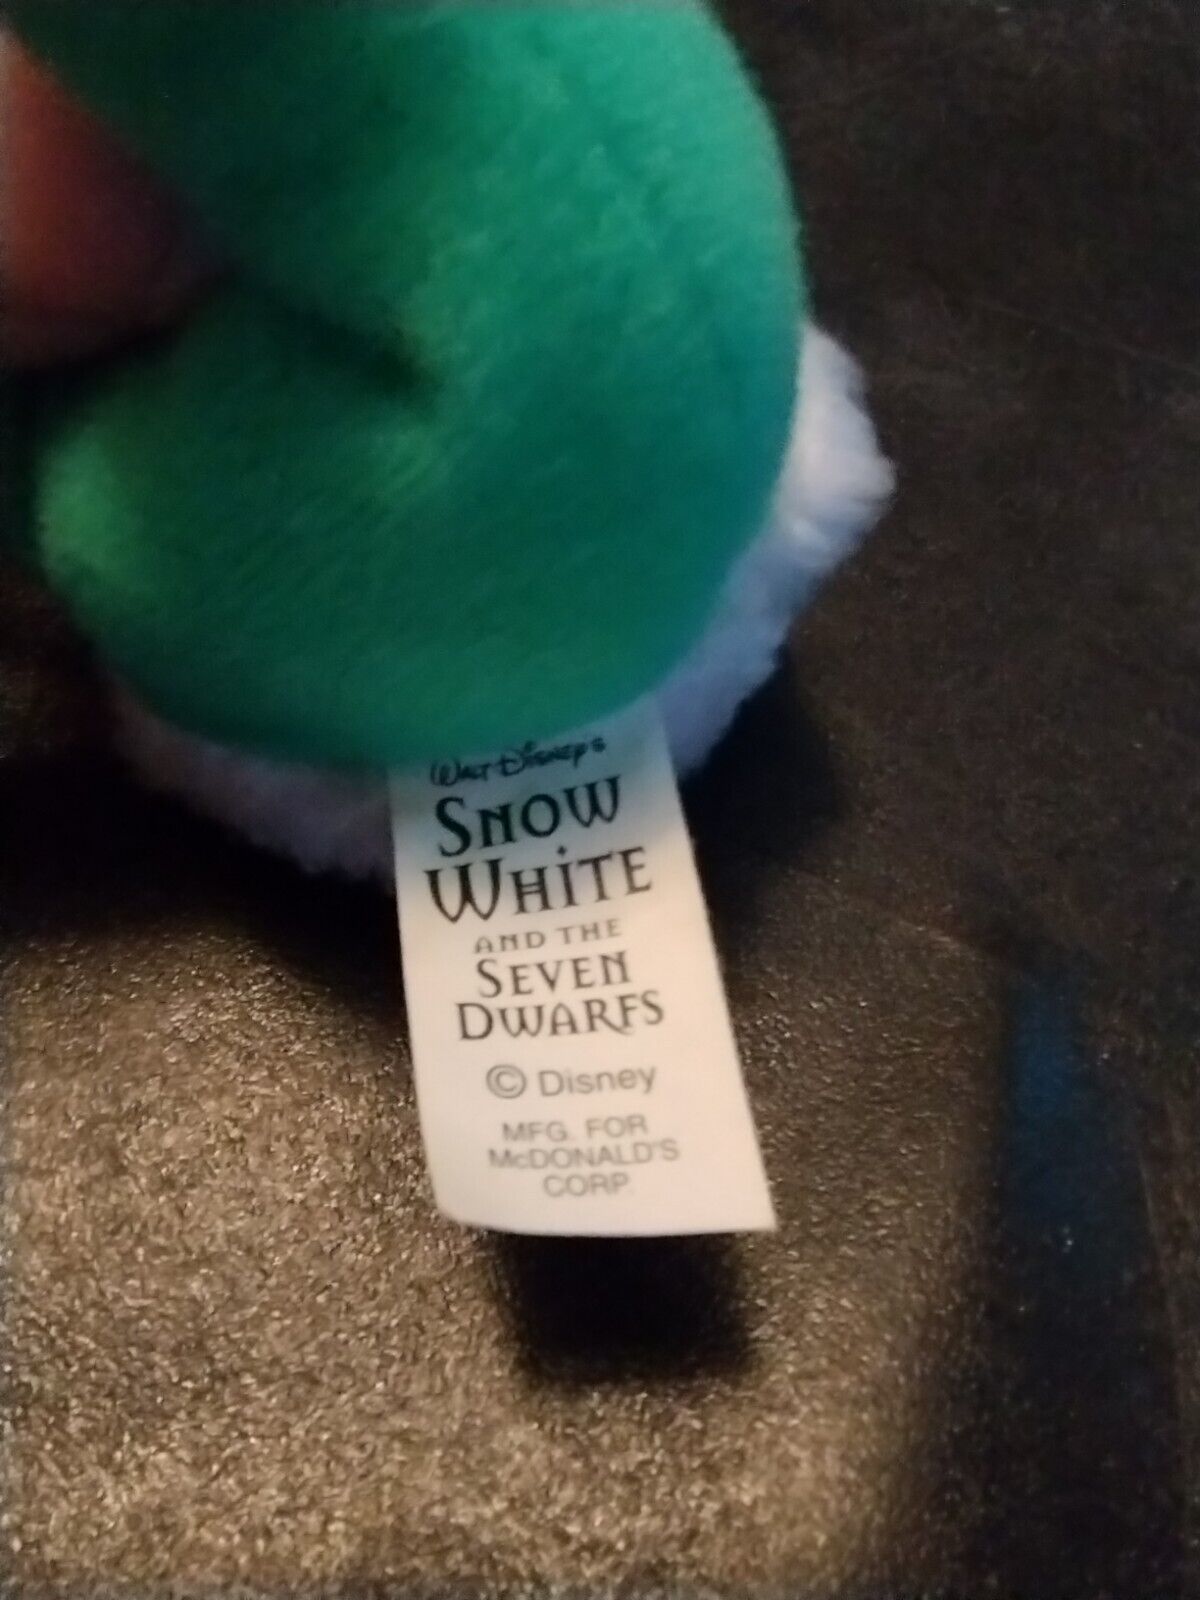 Walt Disney's
Snow
White
AND THE
SEVEN
DWARFS
© Disney
MFG. FOR
McDONALD'S
CORP.